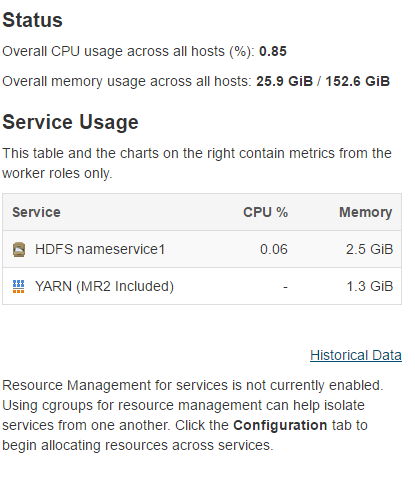 Status
Overall CPU usage across all hosts (%): 0.85
Overall memory usage across all hosts: 25.9 GiB / 152.6 GiB
Service Usage
This table and the charts on the right contain metrics from the
worker roles only.
Service CPU % Memory
HDFS nameservice1 0.06 2.5 GiB
YARN (MR2 Included) - 1.3 GiB
Historical Data
Resource Management for services is not currently enabled.
Using cgroups for resource management can help isolate
services from one another. Click the Configuration tab to
begin allocating resources across services.